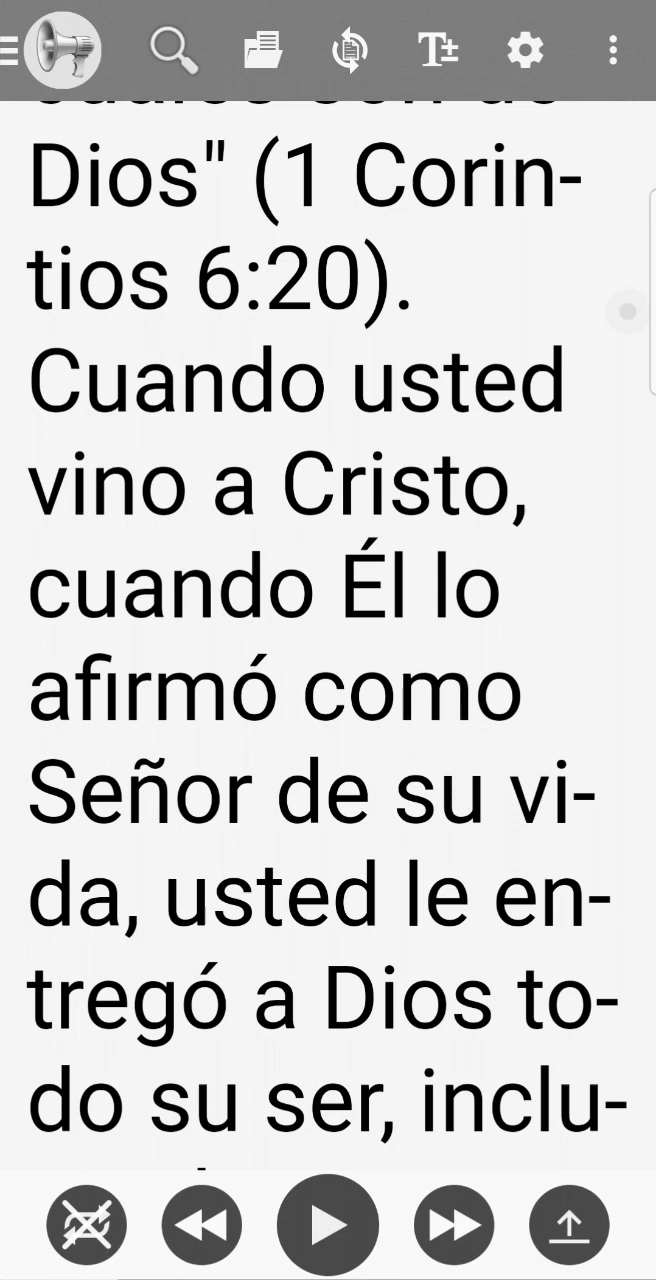 Dios" (1 Corin-
tios 6:20).
Cuando usted
vino a Cristo,
cuando Él lo
afirmó como
Señor de su vi-
da, usted le en-
tregó a Dios to-
do su ser, inclu-